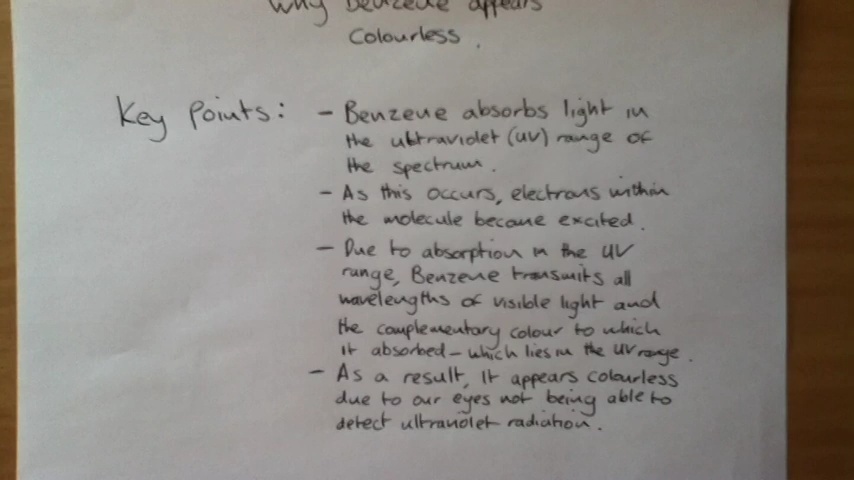 Why Benzene appears
Colourless.
Key Points: - Benzene absorbs light in
the ultraviolet (UV) range of
the spectrum.
- As this occurs, electrons within
the molecule become excited.
- Due to absorption in the UV
range, Benzene transmits all
wavelengths of visible light and
the complementary colour to which
it absorbed - which lies in the UV range.
- As a result, It appears colourless
due to our eyes not being able to
detect ultraviolet radiation.